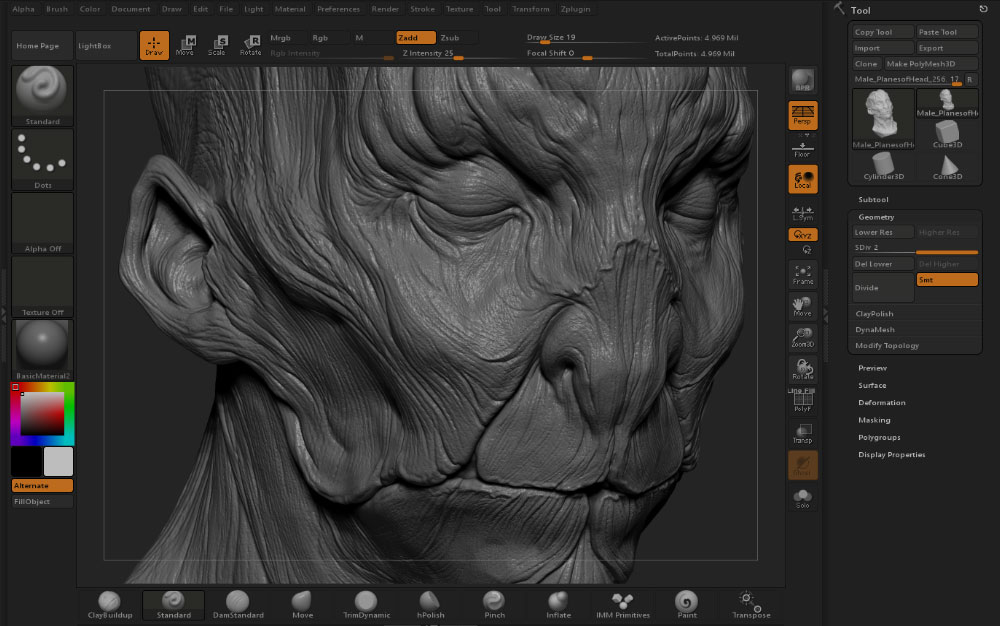 Alpha Brush Color Document Draw Edit File Light Material Preferences Render Stroke Texture Tool Transform Zplugin
Tool
Home Page
LightBox
Draw
Move
Scale
Rotate
Mrgb Rgb M Zadd Zsub
Rgb Intensity
Z Intensity 25
Draw Size 19
Focal Shift 0
ActivePoints: 4.969 Mil
TotalPoints: 4.969 Mil
Copy Tool
Paste Tool
Import
Export
Clone
Make PolyMesh3D
Male_PlanesofHead_256 17
R
Male_PlanesofHe
Male_PlanesofHe
Cube3D
Cylinder3D
Cone3D
Subtool
Geometry
Lower Res
Higher Res
SDiv 2
Del Lower
Del Higher
Divide
Smt
ClayPolish
DynaMesh
Modify Topology
Preview
Surface
Deformation
Masking
Polygroups
Display Properties
Standard
Dots
Alpha Off
Texture Off
BasicMaterial2
Alternate
FillObject
Persp
Floor
Local
L.Sym
XYZ
Frame
Move
Zoom3D
Rotate
Line Fill
PolyF
Transp
Ghost
Solo
ClayBuildup
Standard
DamStandard
Move
TrimDynamic
hPolish
Pinch
Inflate
IMM Primitives
Paint
Transpose